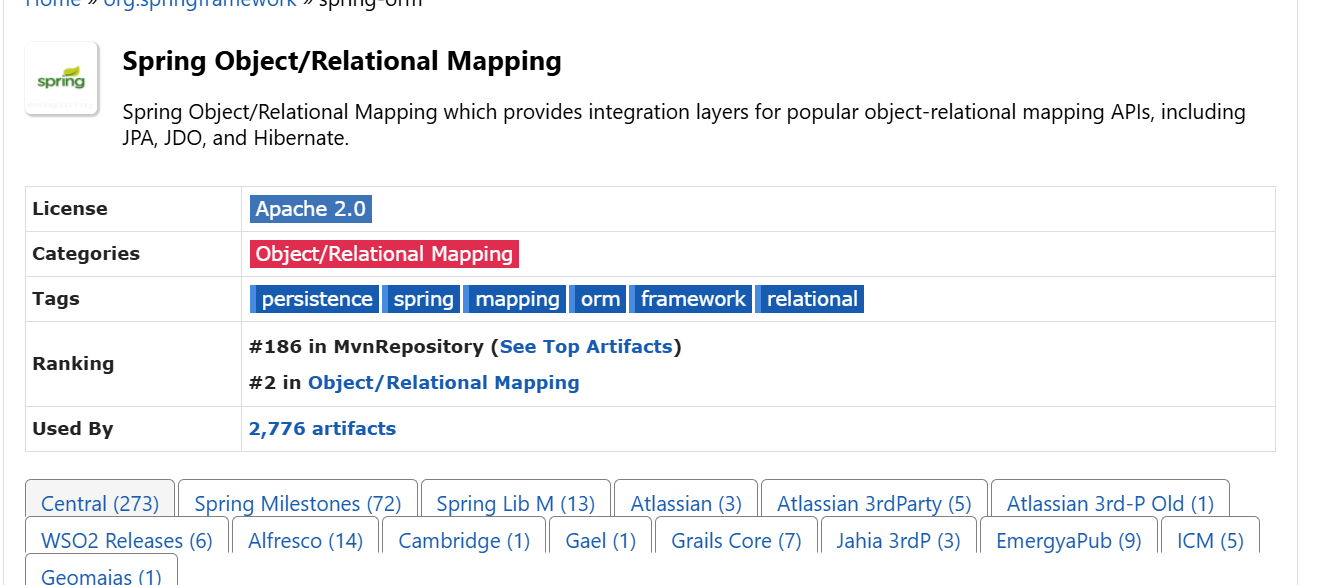 Home » org.springframework » spring-orm
spring
Spring Object/Relational Mapping
Spring Object/Relational Mapping which provides integration layers for popular object-relational mapping APIs, including
JPA, JDO, and Hibernate.
License Apache 2.0
Categories Object/Relational Mapping
Tags persistence spring mapping orm framework relational
Ranking #186 in MvnRepository (See Top Artifacts)
#2 in Object/Relational Mapping
Used By 2,776 artifacts
Central (273) Spring Milestones (72) Spring Lib M (13) Atlassian (3) Atlassian 3rdParty (5) Atlassian 3rd-P Old (1)
WSO2 Releases (6) Alfresco (14) Cambridge (1) Gael (1) Grails Core (7) Jahia 3rdP (3) EmergyaPub (9) ICM (5)
Geomajas (1)